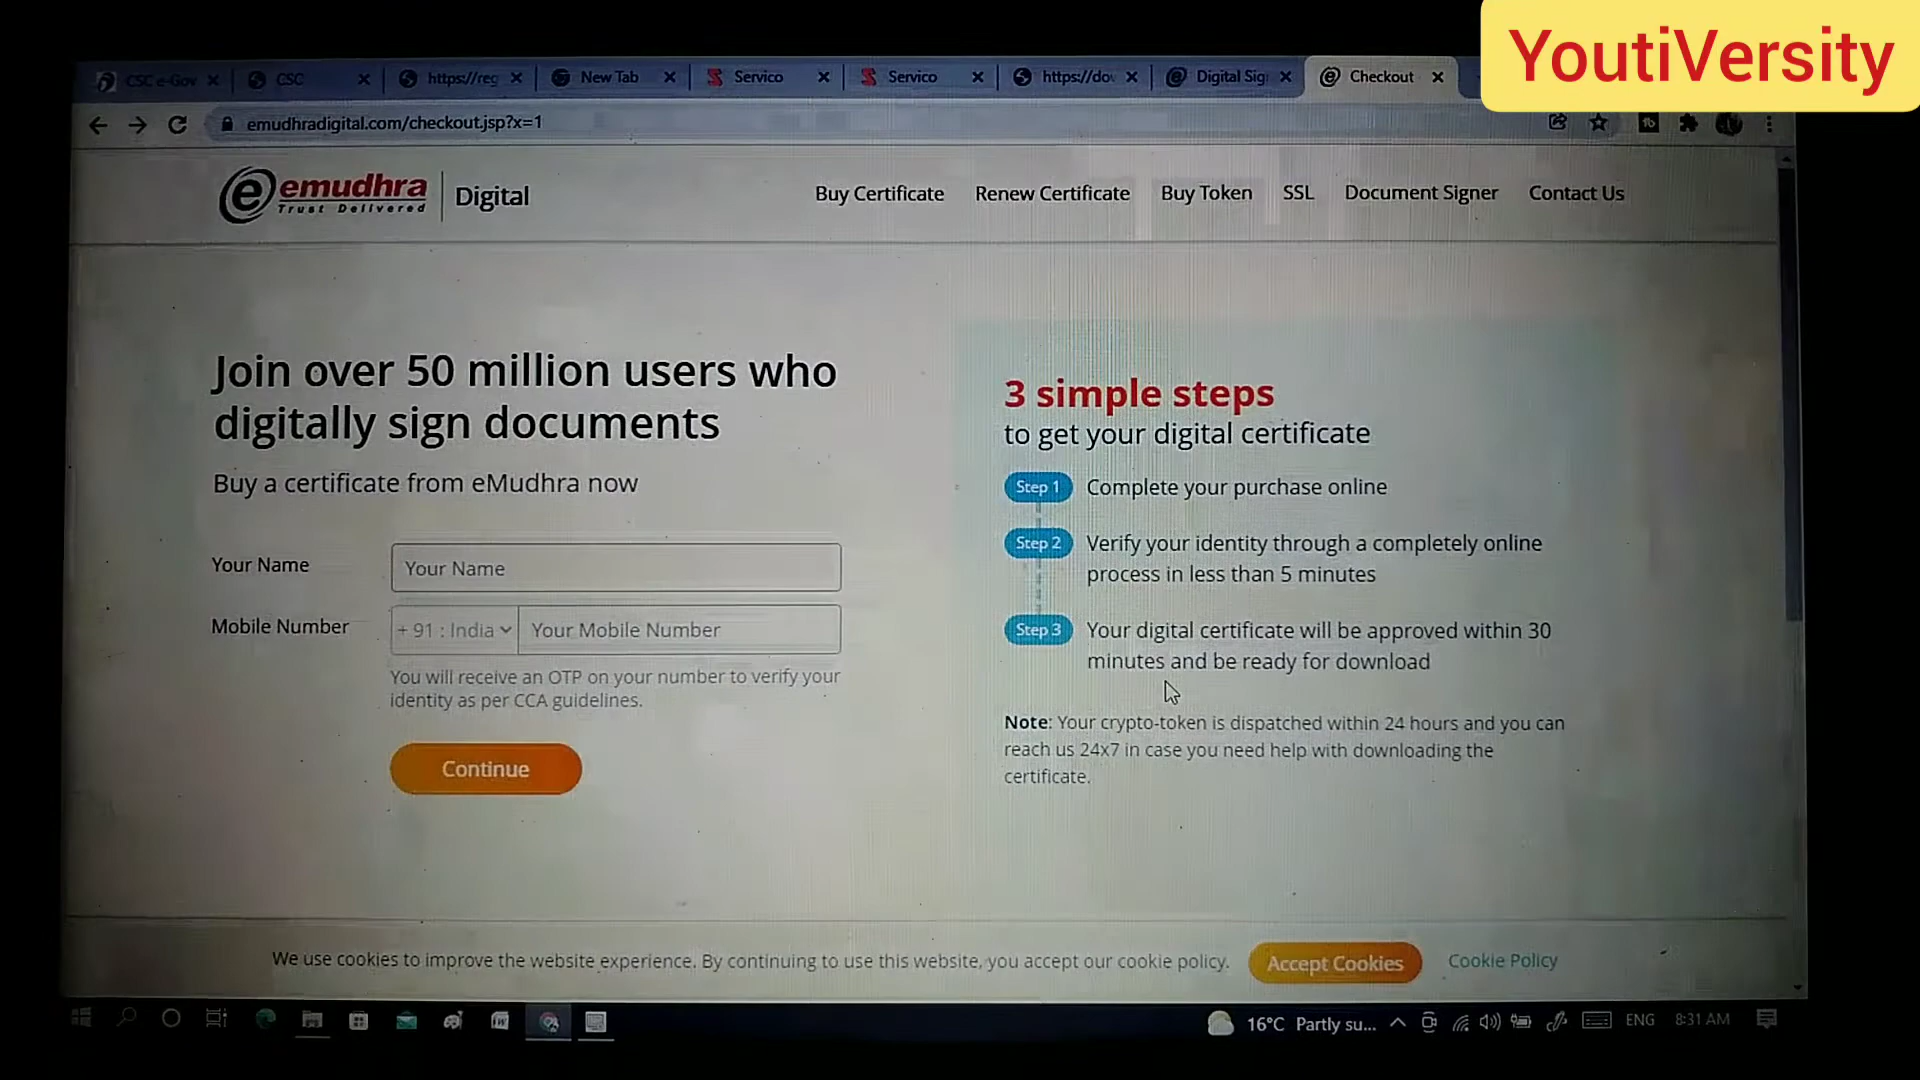 YoutiVersity
CSC e-Gov
CSC
https://reg
New Tab
Servico
Servico
https://do
Digital Sig
Checkout
emudhradigital.com/checkout.jsp?x=1
emudhra
Trust Delivered
Digital
Buy Certificate
Renew Certificate
Buy Token
SSL
Document Signer
Contact Us
Join over 50 million users who
digitally sign documents
Buy a certificate from eMudhra now
Your Name
Your Name
Mobile Number
+ 91 : India
Your Mobile Number
You will receive an OTP on your number to verify your
identity as per CCA guidelines.
Continue
3 simple steps
to get your digital certificate
Step 1
Complete your purchase online
Step 2
Verify your identity through a completely online
process in less than 5 minutes
Step 3
Your digital certificate will be approved within 30
minutes and be ready for download
Note: Your crypto-token is dispatched within 24 hours and you can
reach us 24x7 in case you need help with downloading the
certificate.
We use cookies to improve the website experience. By continuing to use this website, you accept our cookie policy.
Accept Cookies
Cookie Policy
16°C Partly su...
ENG
8:31 AM